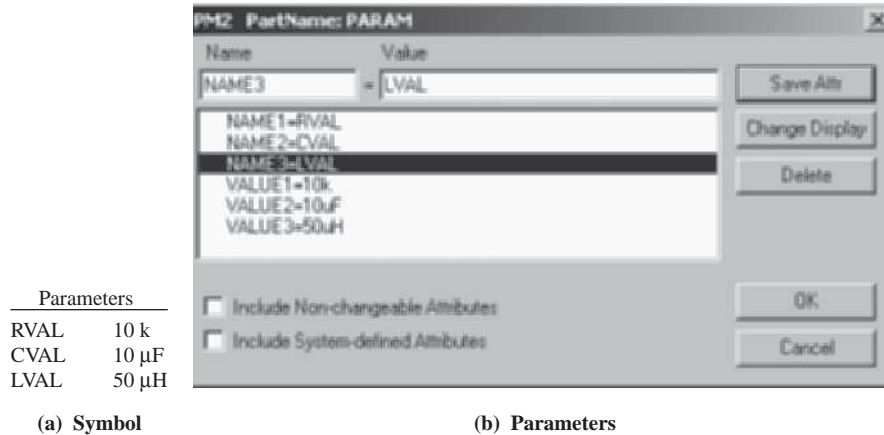 PM2 PartName: PARAM
Name Value
NAME3 = LVAL
Save Attr
NAME1=RVAL
NAME2=CVAL
NAME3=LVAL
VALUE1=10k
VALUE2=10uF
VALUE3=50uH
Change Display
Delete
Include Non-changeable Attributes
Include System-defined Attributes
OK
Cancel
Parameters
RVAL 10 k
CVAL 10 μF
LVAL 50 μH
(a) Symbol
(b) Parameters